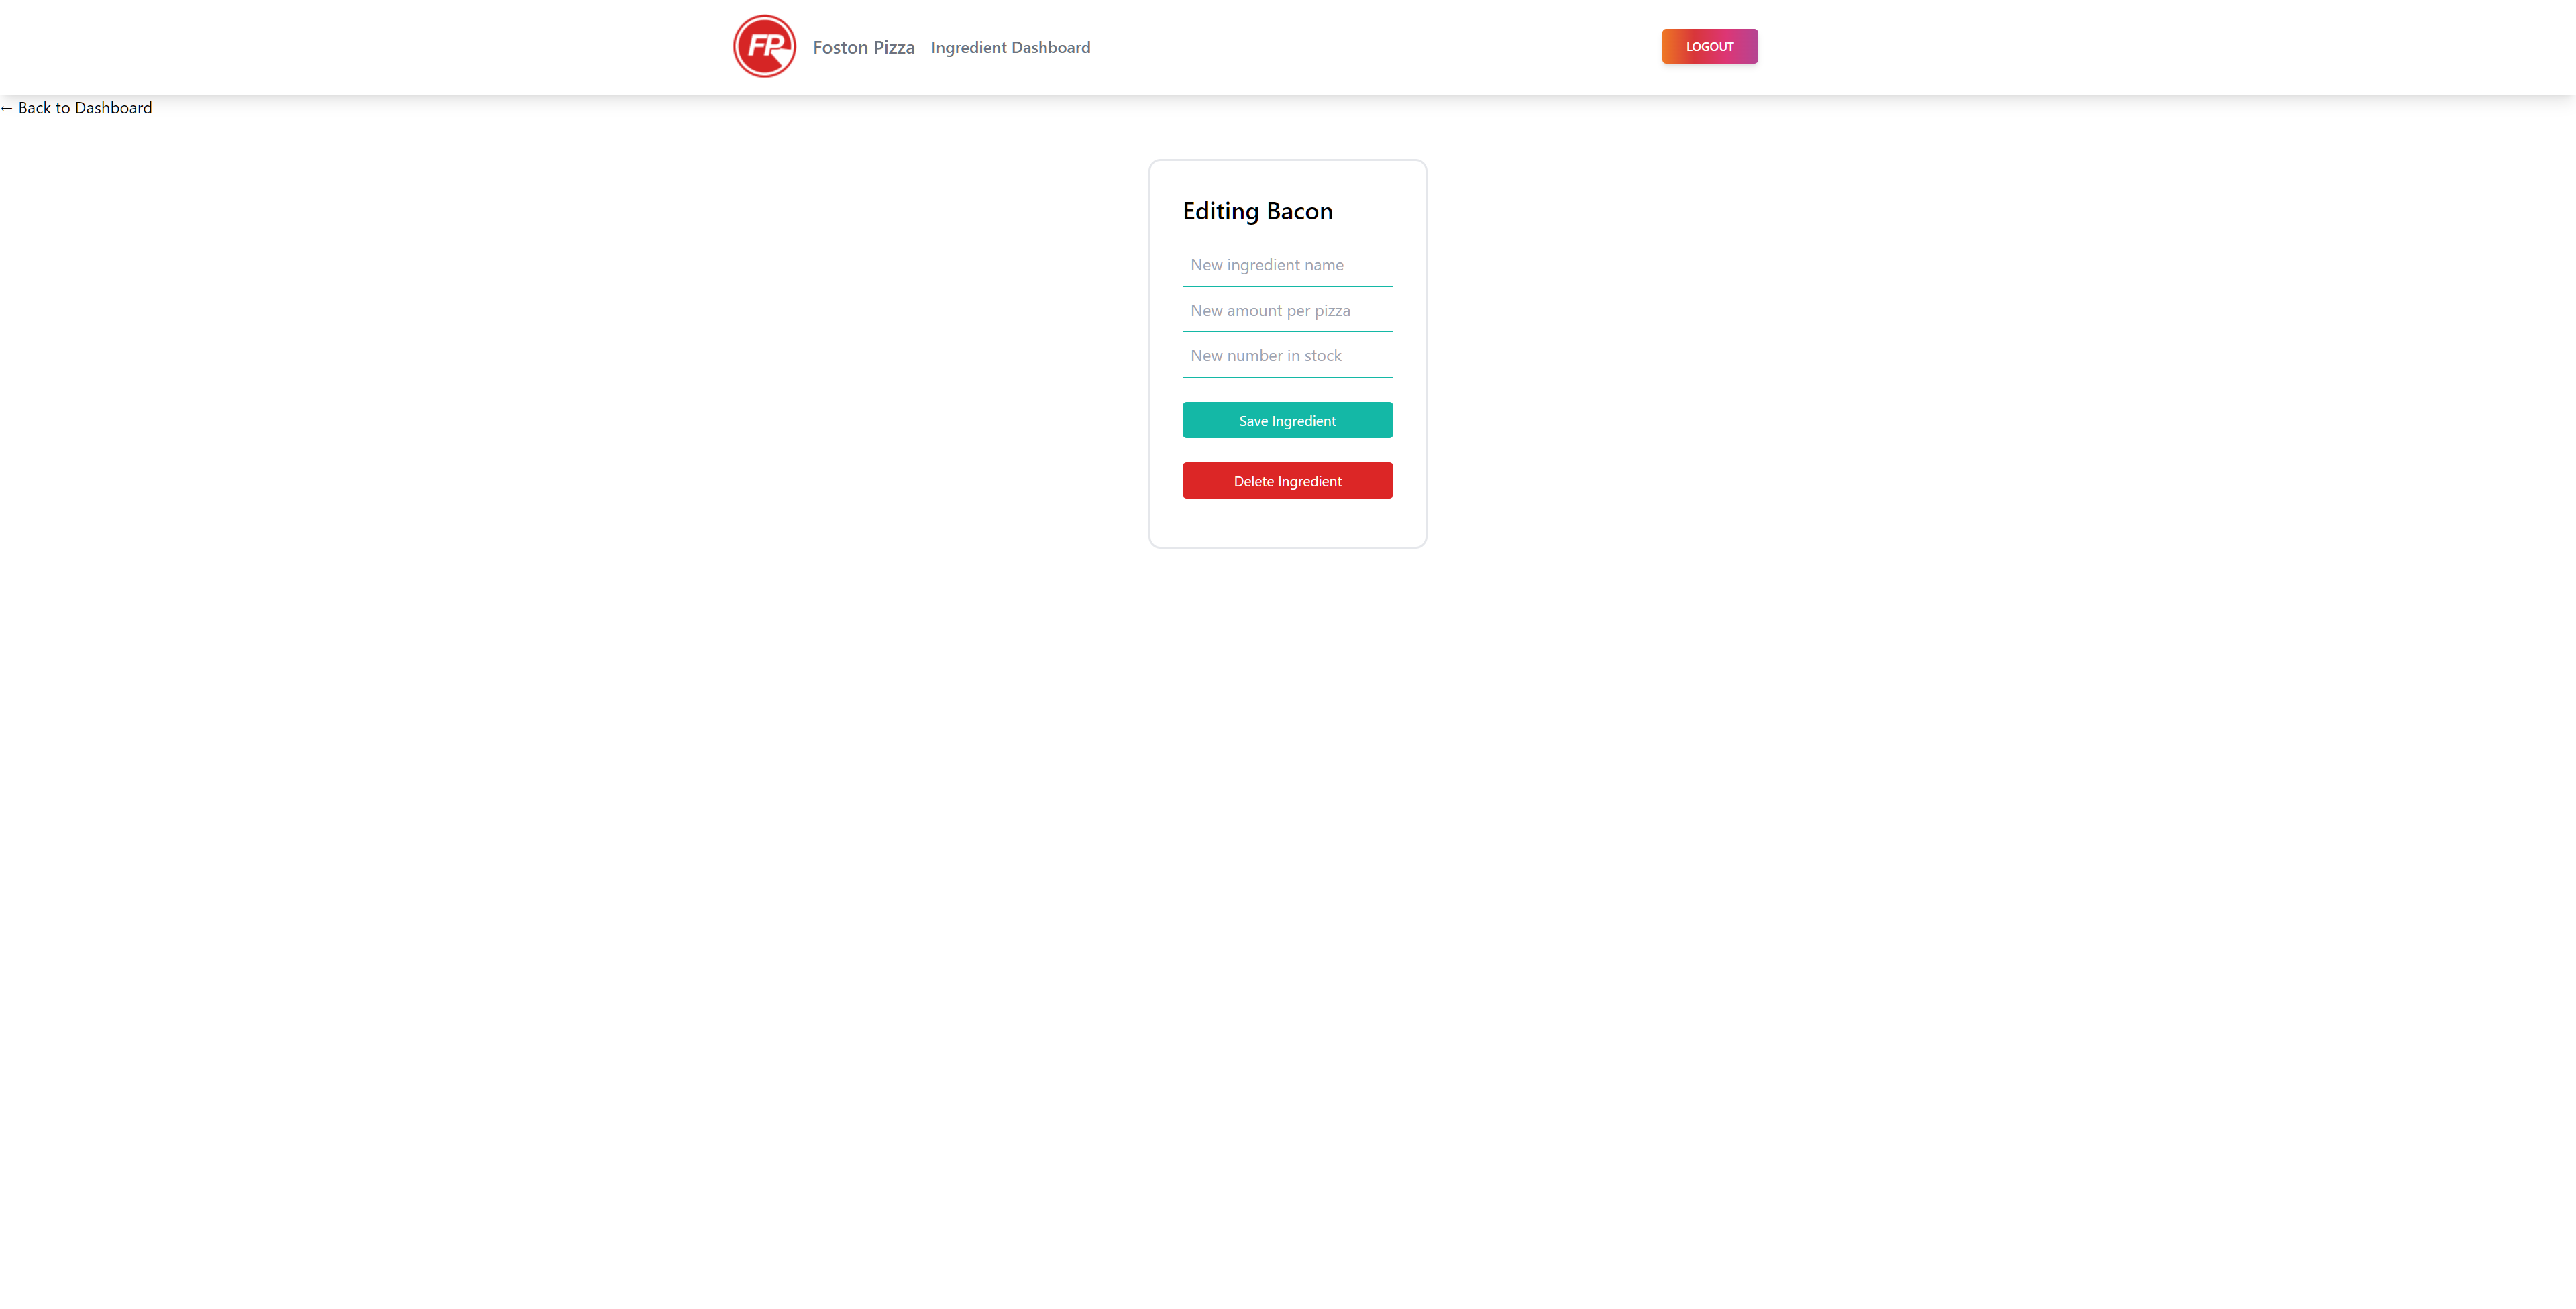 FP Foston Pizza Ingredient Dashboard LOGOUT
← Back to Dashboard
Editing Bacon
New ingredient name
New amount per pizza
New number in stock
Save Ingredient
Delete Ingredient